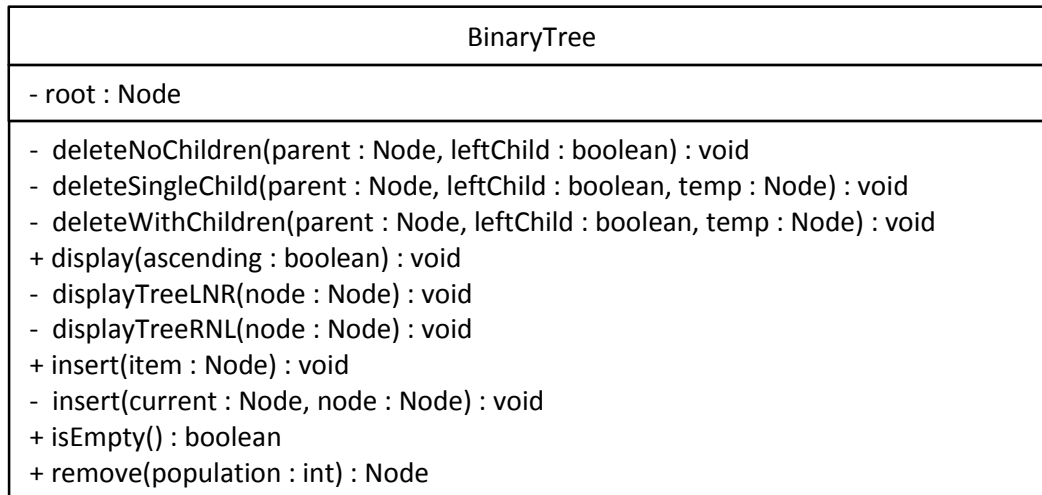 BinaryTree
- root : Node
- deleteNoChildren(parent : Node, leftChild : boolean) : void
- deleteSingleChild(parent : Node, leftChild : boolean, temp : Node) : void
- deleteWithChildren(parent : Node, leftChild : boolean, temp : Node) : void
+ display(ascending : boolean) : void
- displayTreeLNR(node : Node) : void
- displayTreeRNL(node : Node) : void
+ insert(item : Node) : void
- insert(current : Node, node : Node) : void
+ isEmpty() : boolean
+ remove(population : int) : Node